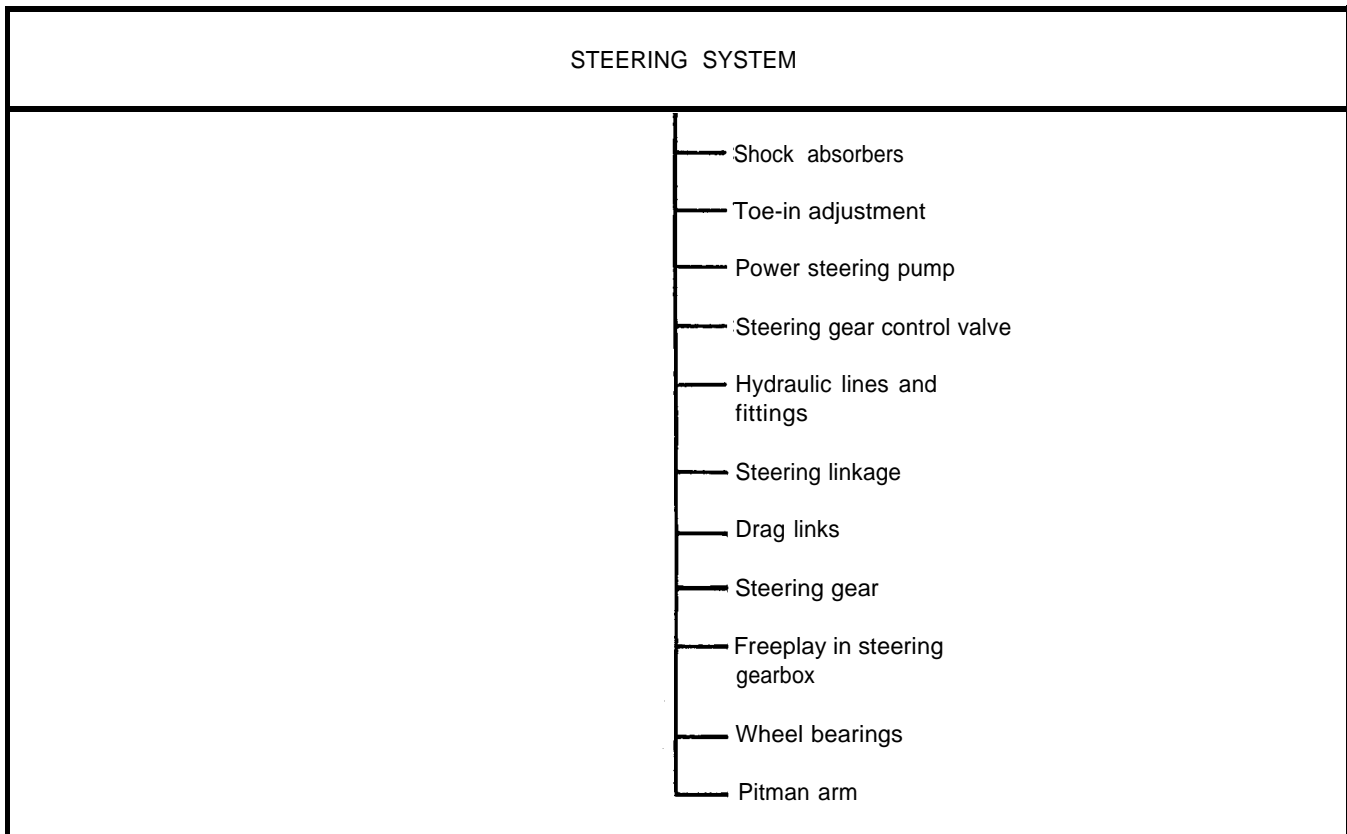 STEERING SYSTEM
Shock absorbers
Toe-in adjustment
Power steering pump
Steering gear control valve
Hydraulic lines and
fittings
Steering linkage
Drag links
Steering gear
Freeplay in steering
gearbox
Wheel bearings
Pitman arm